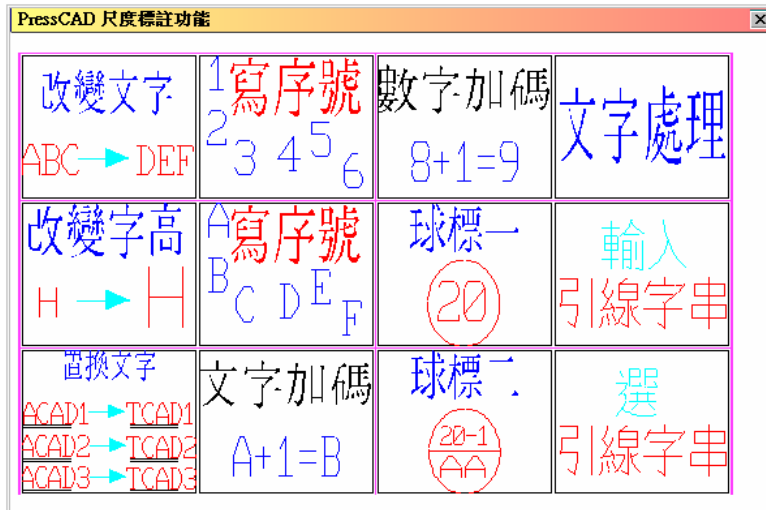 PressCAD 尺度標註功能
改變文字
ABC DEF
1 寫序號
2 3 4 5 6
數字加碼
8+1=9
文字處理
改變字高
H H
A 寫序號
B C D E F
球標一
20
輸入
引線字串
置換文字
ACAD1 TCAD1
ACAD2 TCAD2
ACAD3 TCAD3
文字加碼
A+1=B
球標二
20-1
AA
選
引線字串